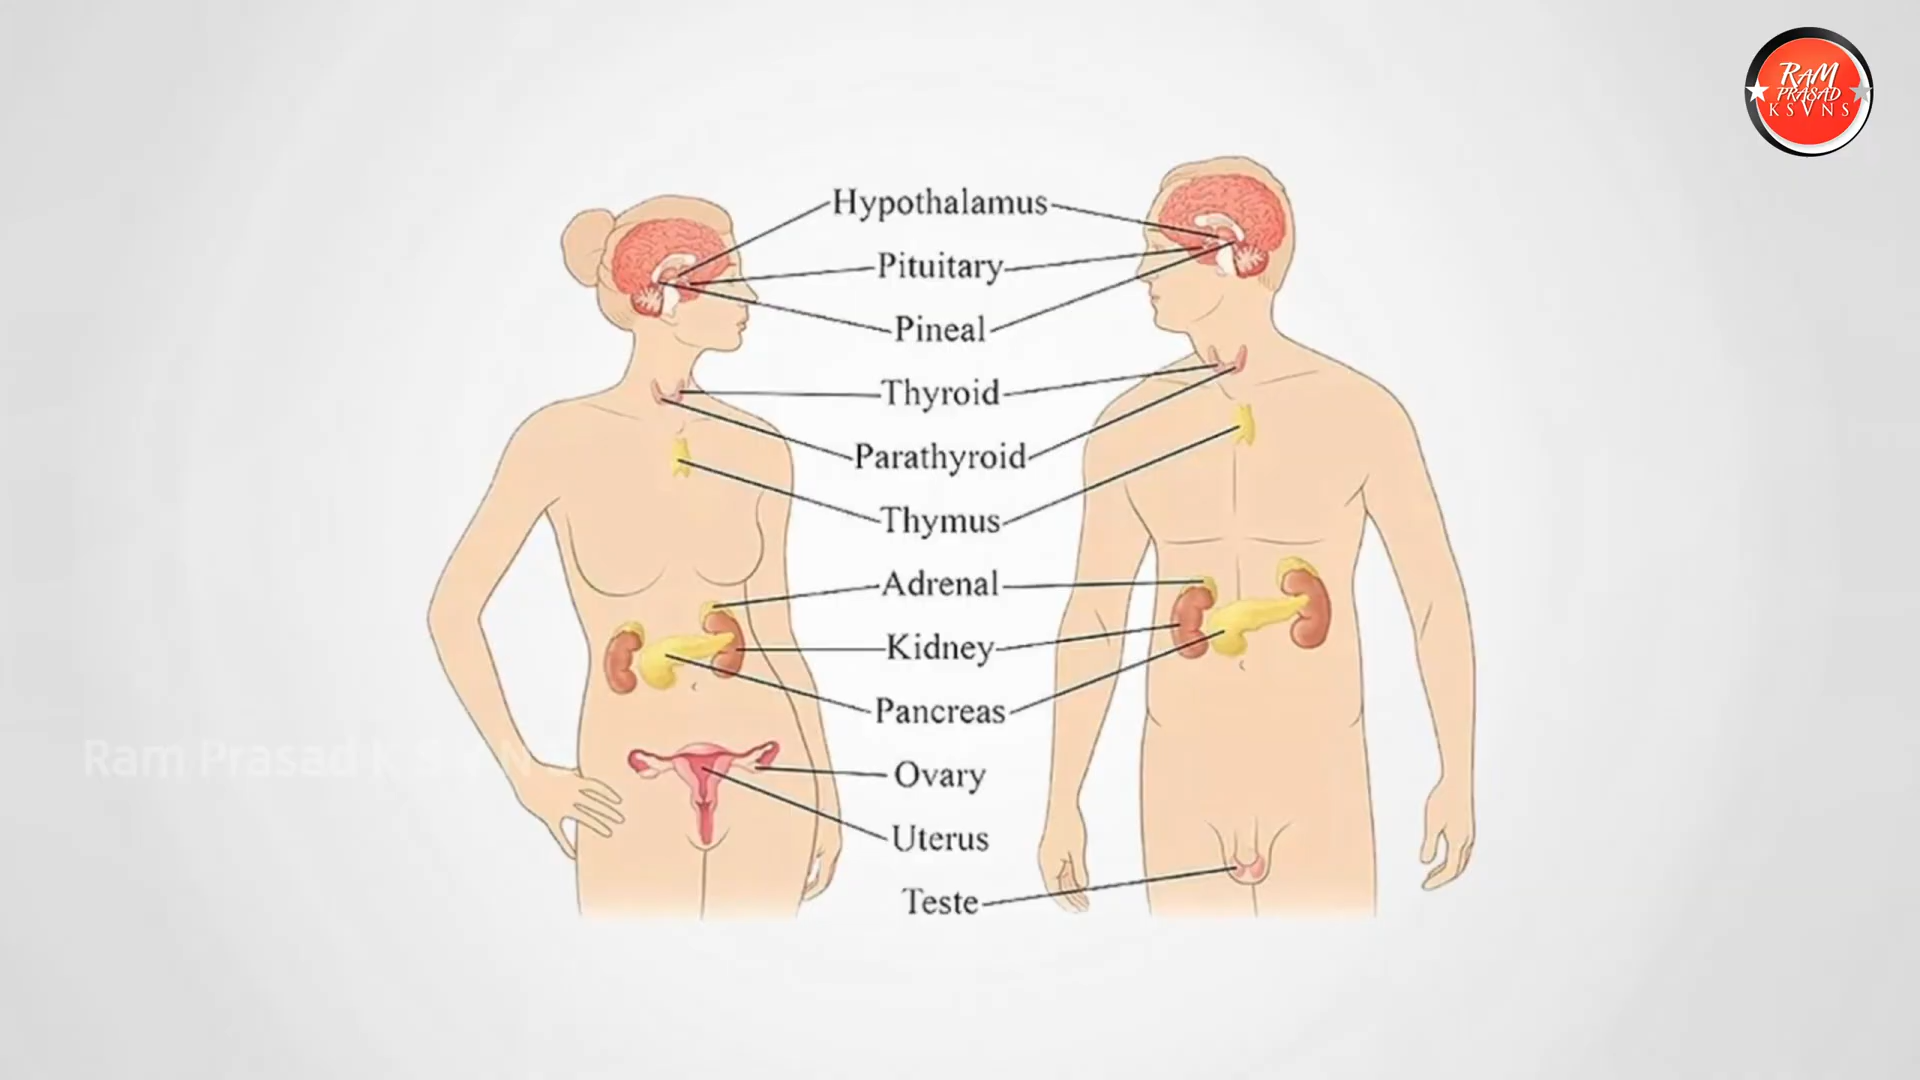 RAM
PRASAD
KSVNS
Hypothalamus
Pituitary
Pineal
Thyroid
Parathyroid
Thymus
Adrenal
Kidney
Pancreas
Ram Prasad K S V N S
Ovary
Uterus
Teste